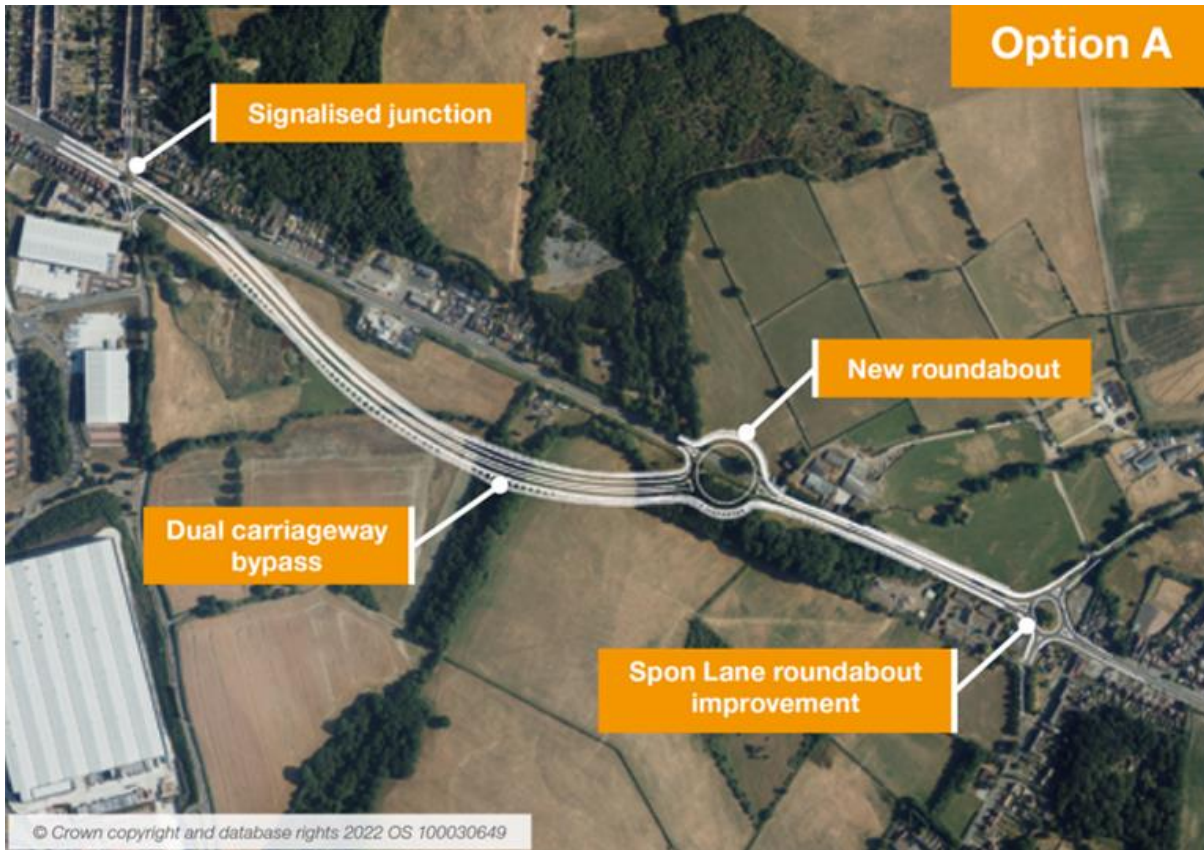 Option A
Signalised junction
New roundabout
Dual carriageway
bypass
Spon Lane roundabout
improvement
© Crown copyright and database rights 2022 OS 100030649